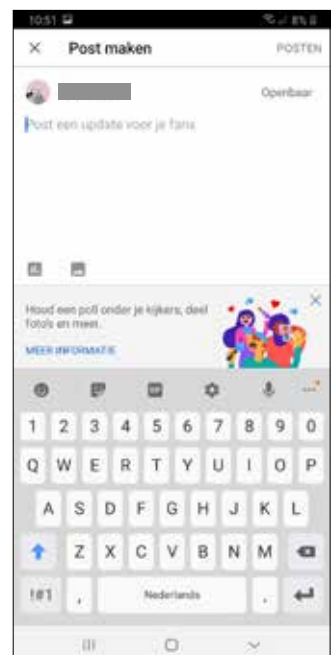 10:51
Post maken
POSTEN
Openbaar
Post een update voor je fans
Houd een poll onder je kijkers, deel
foto's en meer.
MEER INFORMATIE
GIF
1 2 3 4 5 6 7 8 9 0
Q W E R T Y U I O P
A S D F G H J K L
Z X C V B N M
!#1 , Nederlands .